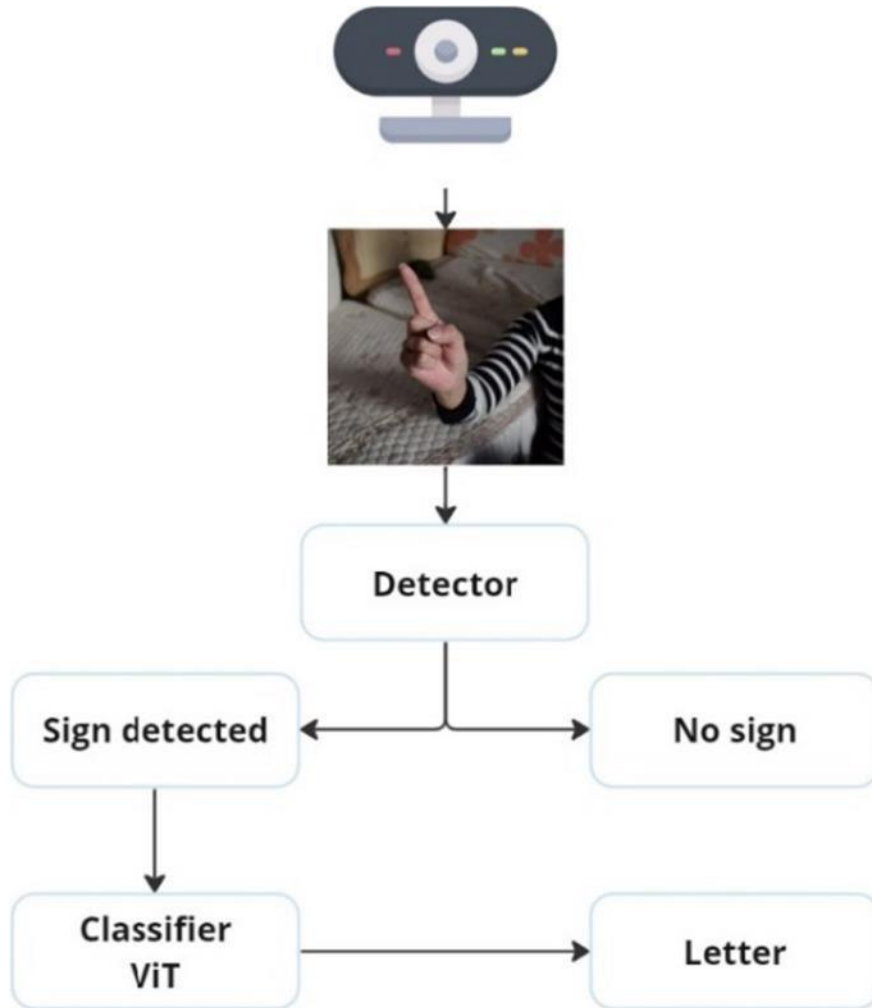 Detector
Sign detected
No sign
Classifier
ViT
Letter